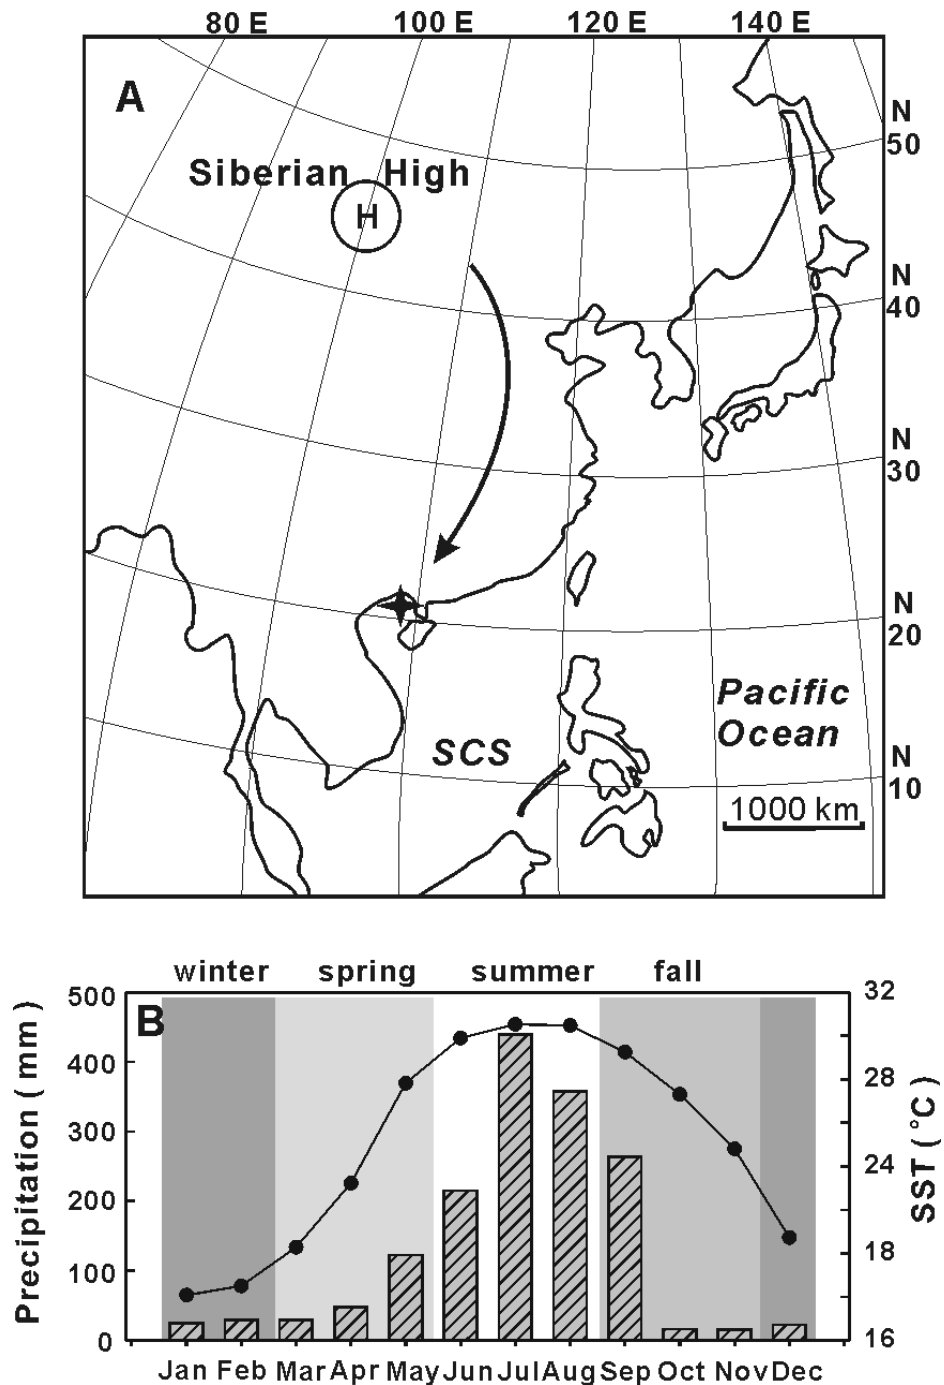 80 E 100 E 120 E 140 E
A
N
50
Siberian High
H
N
40
N
30
N
20
Pacific
Ocean
SCS
N
10
1000 km
winter spring summer fall
B
Precipitation ( mm )
500
400
300
200
100
0
32
28
24
18
16
SST ( °C )
Jan Feb Mar Apr May Jun Jul Aug Sep Oct Nov Dec